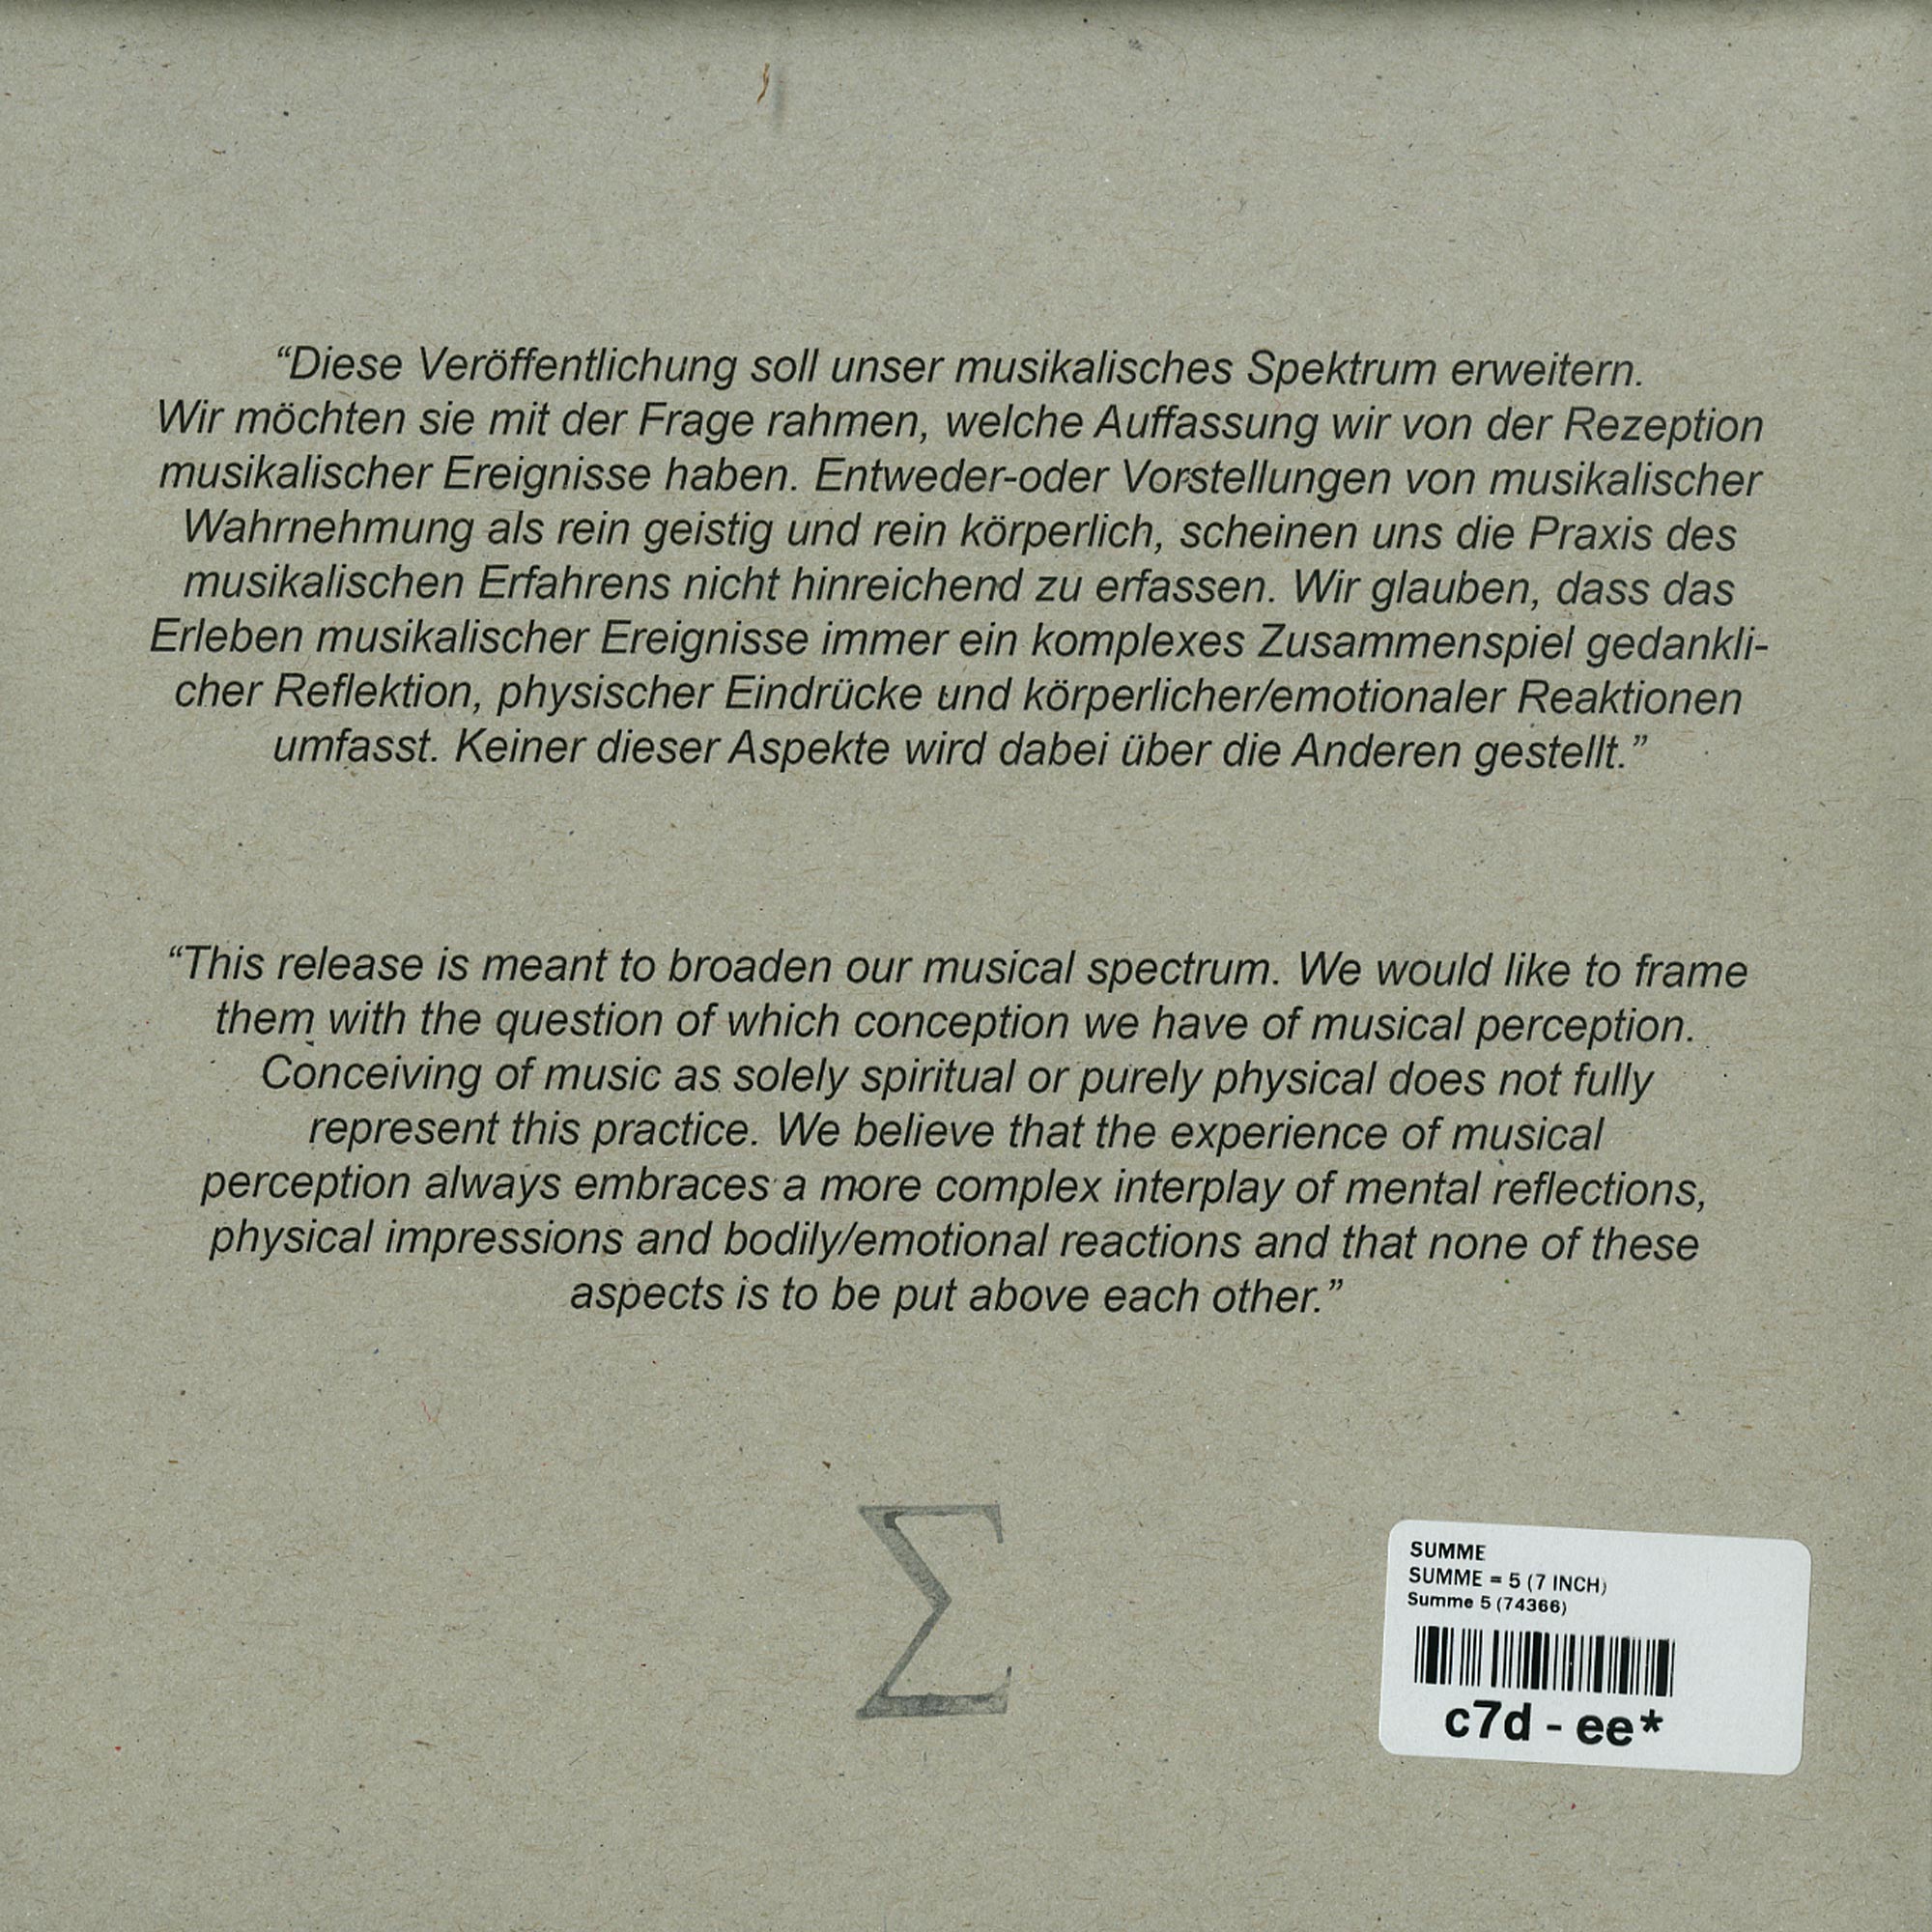 “Diese Veröffentlichung soll unser musikalisches Spektrum erweitern.
Wir möchten sie mit der Frage rahmen, welche Auffassung wir von der Rezeption
musikalischer Ereignisse haben. Entweder-oder Vorstellungen von musikalischer
Wahrnehmung als rein geistig und rein körperlich, scheinen uns die Praxis des
musikalischen Erfahrens nicht hinreichend zu erfassen. Wir glauben, dass das
Erleben musikalischer Ereignisse immer ein komplexes Zusammenspiel gedankli-
cher Reflektion, physischer Eindrücke und körperlicher/emotionaler Reaktionen
umfasst. Keiner dieser Aspekte wird dabei über die Anderen gestellt.”
“This release is meant to broaden our musical spectrum. We would like to frame
them with the question of which conception we have of musical perception.
Conceiving of music as solely spiritual or purely physical does not fully
represent this practice. We believe that the experience of musical
perception always embraces a more complex interplay of mental reflections,
physical impressions and bodily/emotional reactions and that none of these
aspects is to be put above each other.”
Σ
SUMME
SUMME = 5 (7 INCH)
Summe 5 (74366)
c7d - ee*